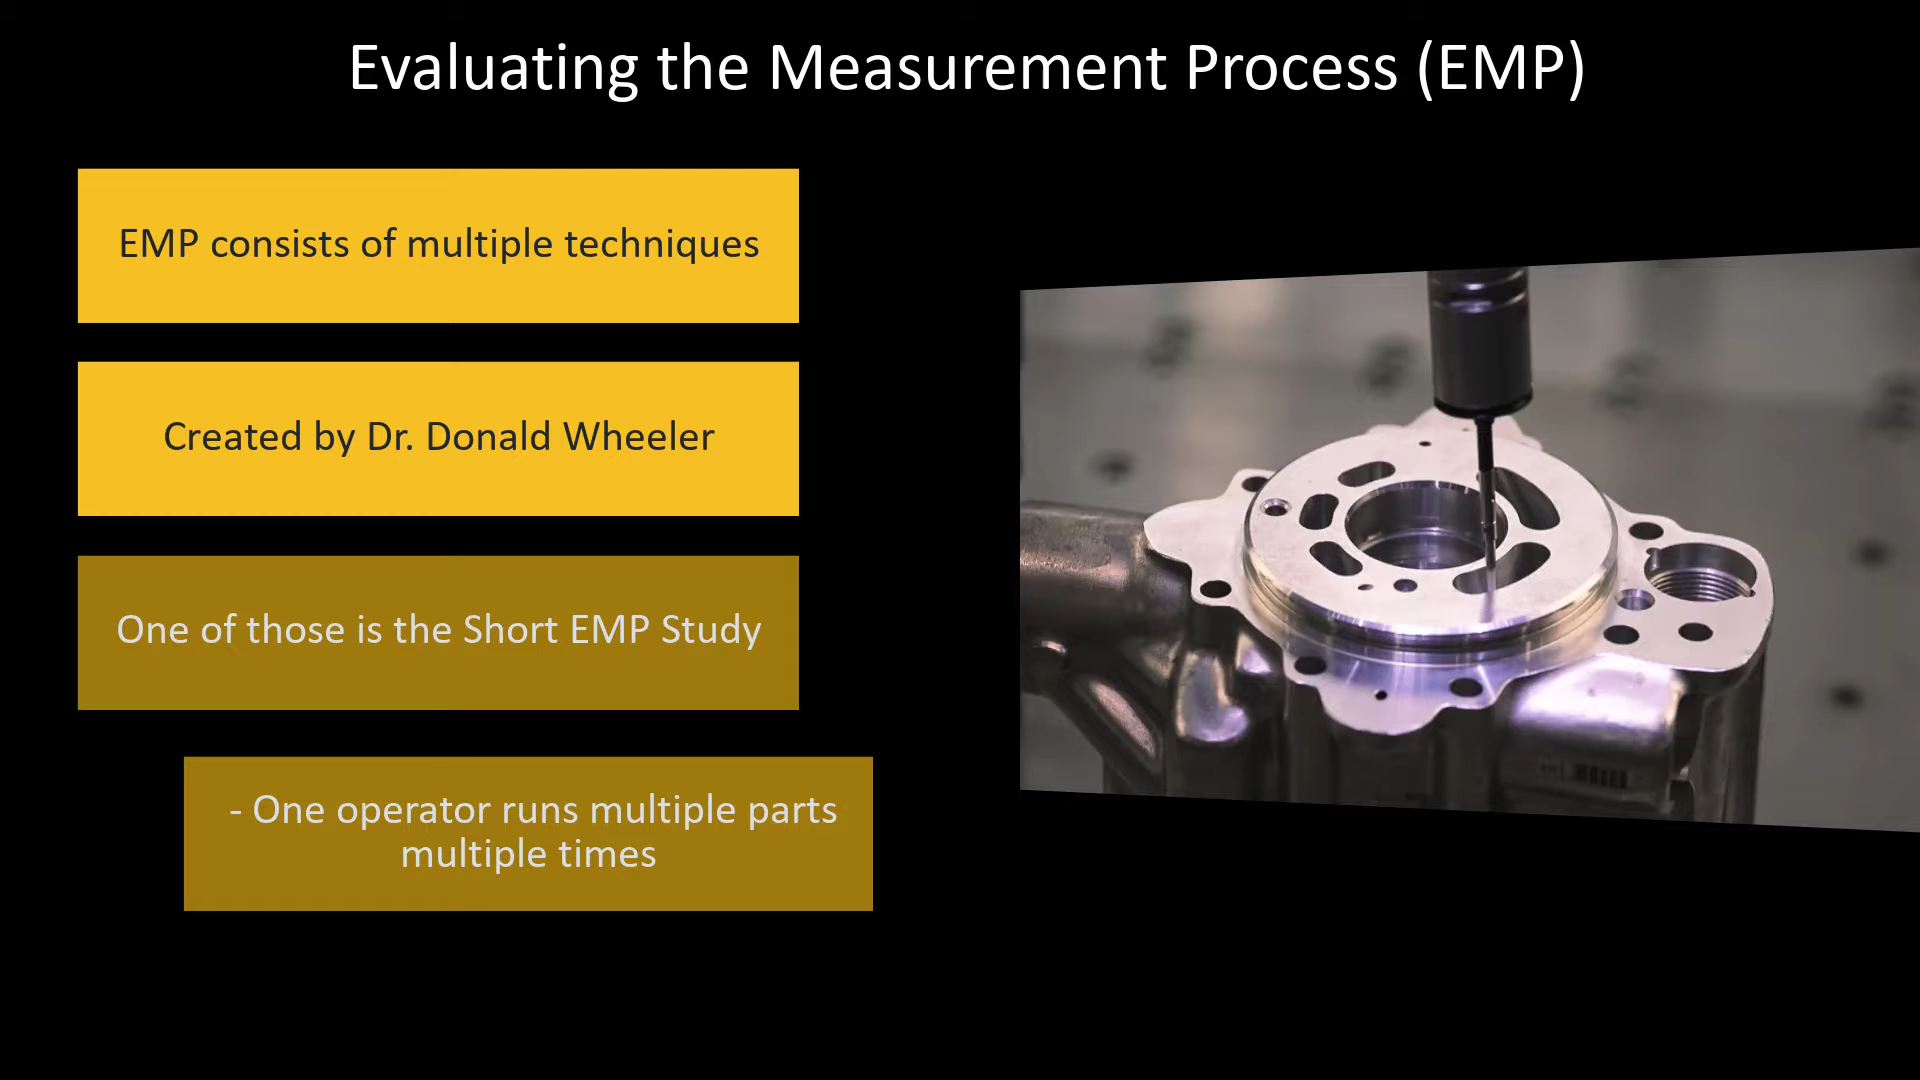 Evaluating the Measurement Process (EMP)
EMP consists of multiple techniques
Created by Dr. Donald Wheeler
One of those is the Short EMP Study
- One operator runs multiple parts
multiple times